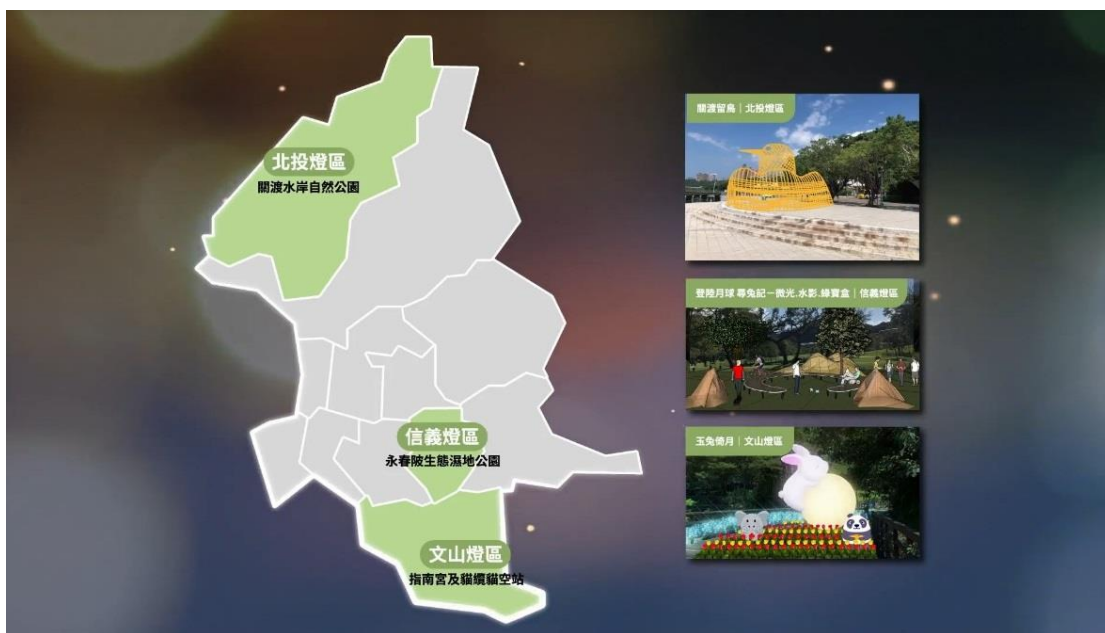 北投燈區
關渡水岸自然公園
信義燈區
永春陂生態濕地公園
文山燈區
指南宮及貓纜貓空站
關渡留鳥｜北投燈區
登陸月球 尋兔記－微光.水影.綠寶盒｜信義燈區
玉兔倚月｜文山燈區